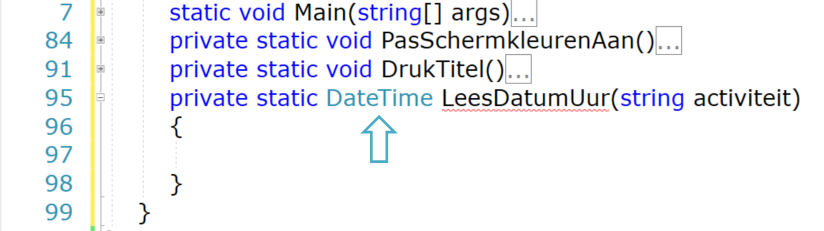 7 static void Main(string[] args)...
84 private static void PasSchermkleurenAan()...
91 private static void DrukTitel()...
95 private static DateTime LeesDatumUur(string activiteit)
96 {
97
98 }
99 }